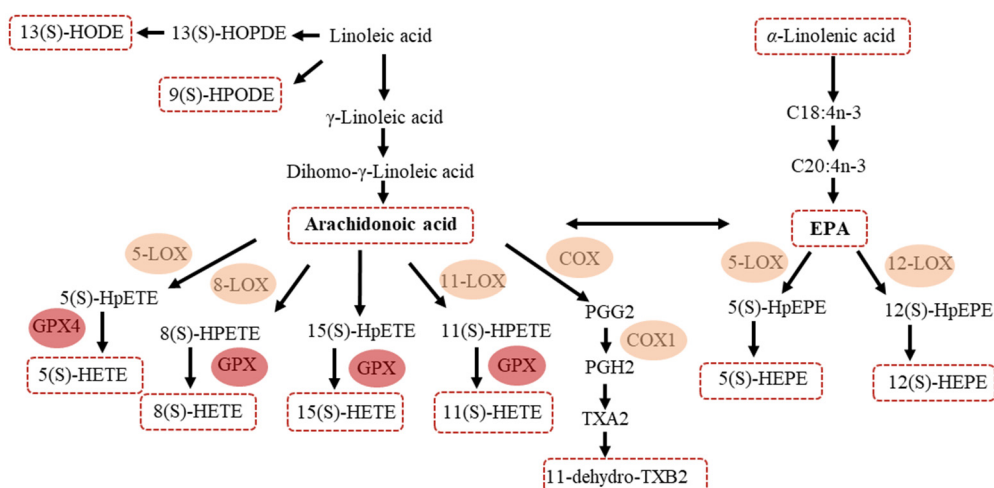 13(S)-HODE
13(S)-HOPDE
Linoleic acid
α-Linolenic acid
9(S)-HPODE
γ-Linoleic acid
C18:4n-3
Dihomo-γ-Linoleic acid
C20:4n-3
Arachidonoic acid
EPA
5-LOX
8-LOX
11-LOX
COX
5-LOX
12-LOX
5(S)-HpETE
8(S)-HPETE
15(S)-HpETE
11(S)-HPETE
PGG2
5(S)-HpEPE
12(S)-HpEPE
GPX4
GPX
GPX
GPX
COX1
PGH2
5(S)-HETE
8(S)-HETE
15(S)-HETE
11(S)-HETE
TXA2
5(S)-HEPE
12(S)-HEPE
11-dehydro-TXB2